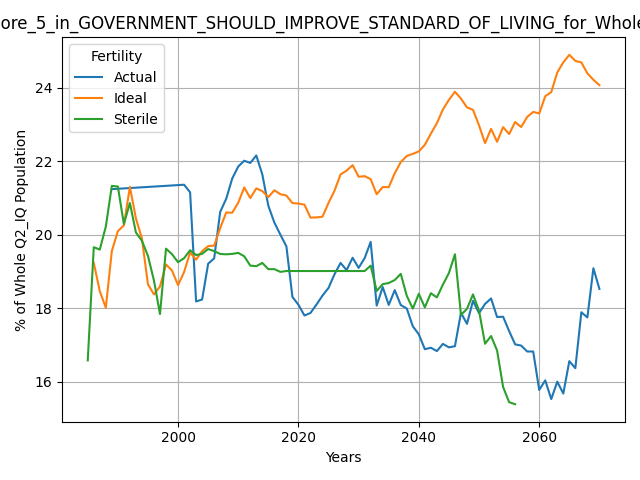 ore_5_in_GOVERNMENT_SHOULD_IMPROVE_STANDARD_OF_LIVING_for_Whole
Fertility
Actual
Ideal
Sterile
% of Whole Q2_IQ Population
24
22
20
18
16
2000
2020
2040
2060
Years